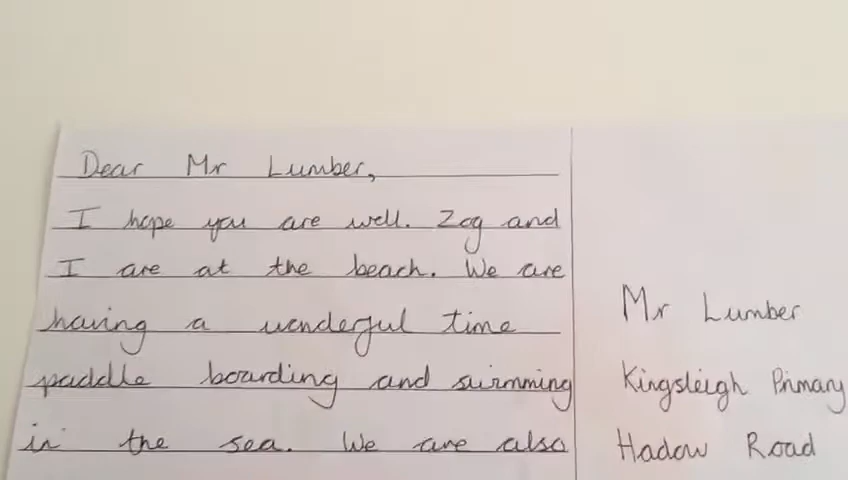 Dear Mr Lumber,
I hope you are well. Zog and
I are at the beach. We are
having a wonderful time
paddle boarding and swimming
in the sea. We are also
Mr Lumber
Kingsleigh Primary
Hadow Road